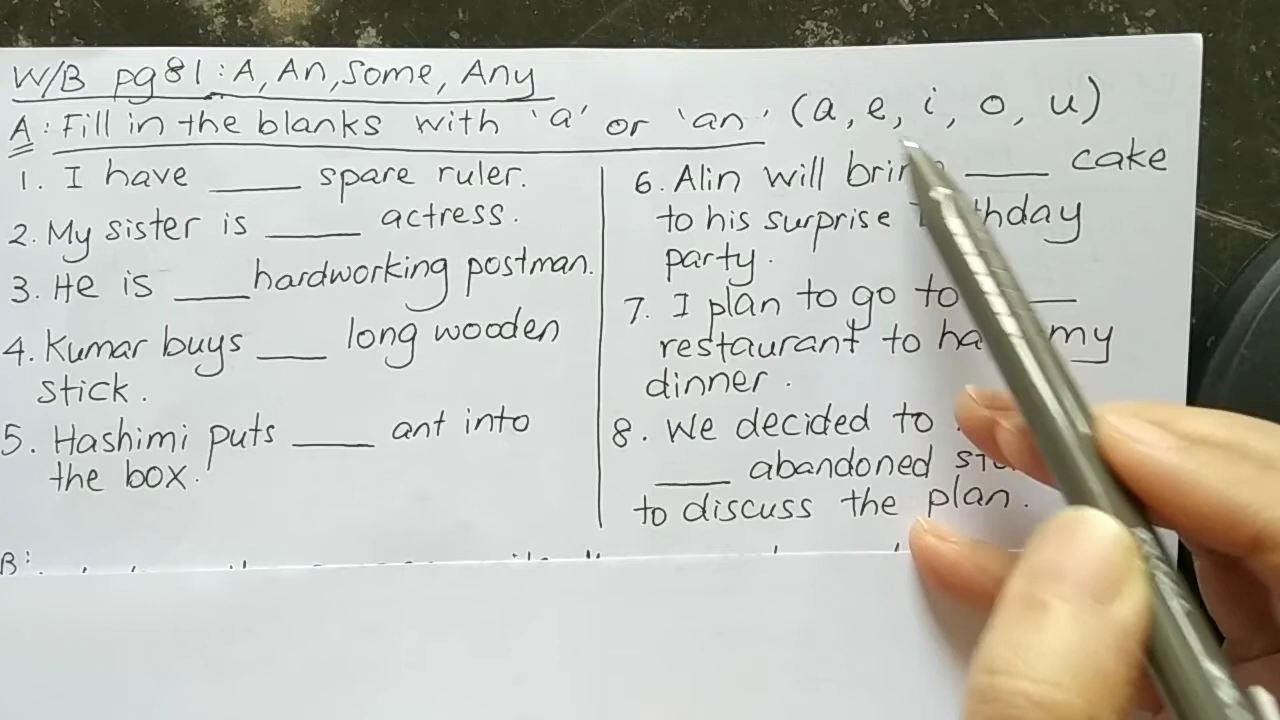 W/B pg81: A, An, Some, Any
A: Fill in the blanks with 'a' or 'an' (a, e, i, o, u)
1. I have ____ spare ruler.
2. My sister is ____ actress.
3. He is ____ hardworking postman.
4. Kumar buys ____ long wooden
stick.
5. Hashimi puts ____ ant into
the box.
6. Alin will ____ cake
to his surprise
party.
7. I plan to go to ____
restaurant to my
dinner.
8. We decided to
____ abandoned
to discuss the plan.
B: